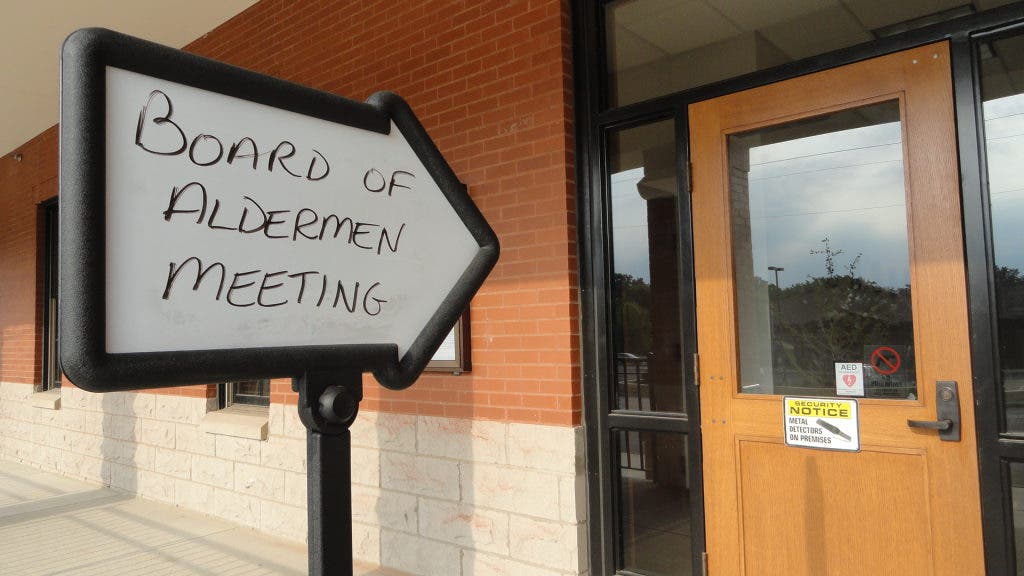 BOARD OF
ALDERMEN
MEETING
AED
SECURITY
NOTICE
METAL
DETECTORS
ON PREMISES